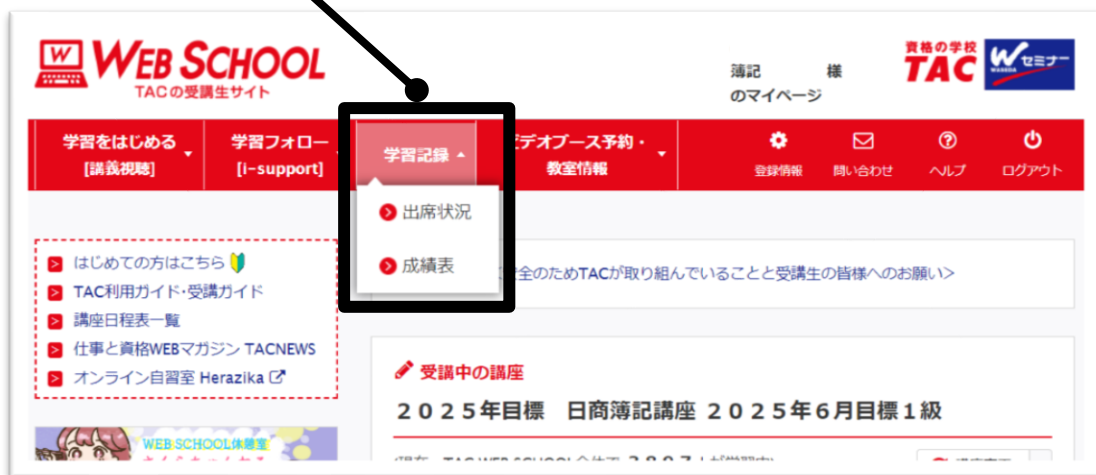 WEB SCHOOL
TACの受講生サイト
簿記 様
のマイページ
資格の学校
TAC
Wセミナー
WASEDA
学習をはじめる
[講義視聴]
学習フォロー
[i-support]
学習記録
ビデオブース予約・
教室情報
登録情報
問い合わせ
ヘルプ
ログアウト
出席状況
成績表
はじめての方はこちら
TAC利用ガイド・受講ガイド
講座日程表一覧
仕事と資格WEBマガジン TACNEWS
オンライン自習室 Herazika
全のためTACが取り組んでいることと受講生の皆様へのお願い>
受講中の講座
2025年目標 日商簿記講座 2025年6月目標1級
WEB SCHOOL休憩室